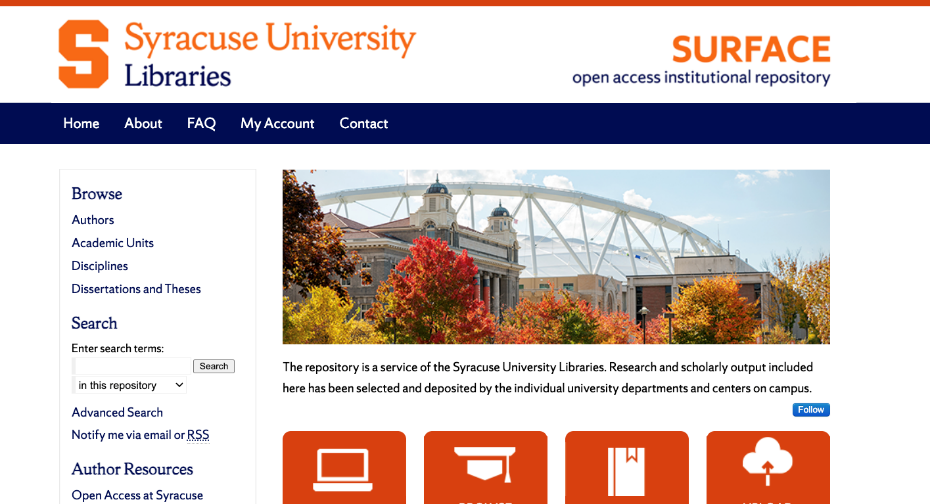 S
Syracuse University
Libraries
SURFACE
open access institutional repository
Home About FAQ My Account Contact
Browse
Authors
Academic Units
Disciplines
Dissertations and Theses
Search
Enter search terms:
Search
in this repository
Advanced Search
Notify me via email or RSS
Author Resources
Open Access at Syracuse
The repository is a service of the Syracuse University Libraries. Research and scholarly output included
here has been selected and deposited by the individual university departments and centers on campus.
Follow